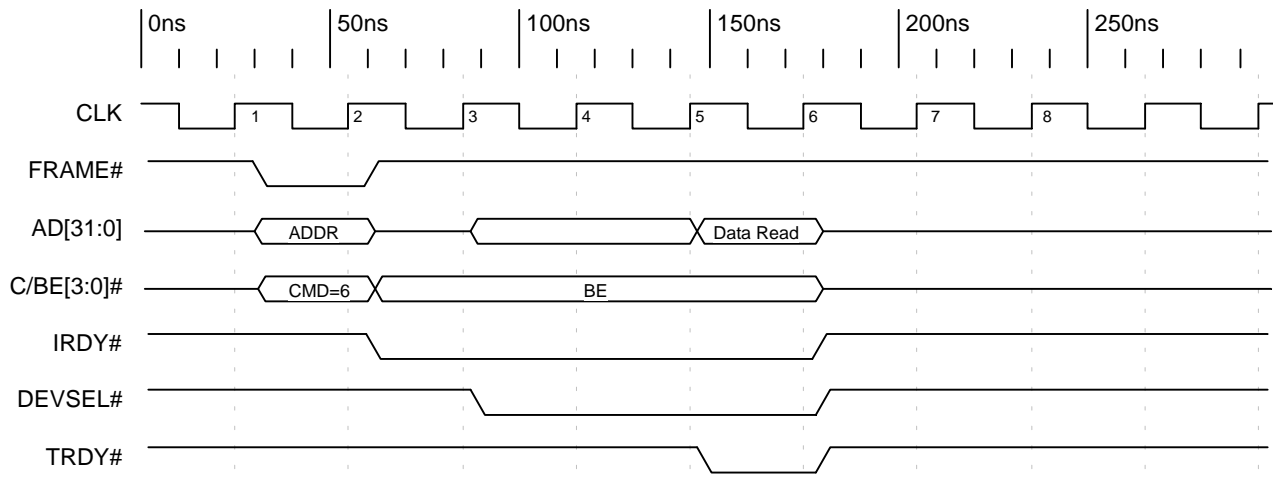 0ns 50ns 100ns 150ns 200ns 250ns
CLK 1 2 3 4 5 6 7 8
FRAME#
AD[31:0] ADDR Data Read
C/BE[3:0]# CMD=6 BE
IRDY#
DEVSEL#
TRDY#